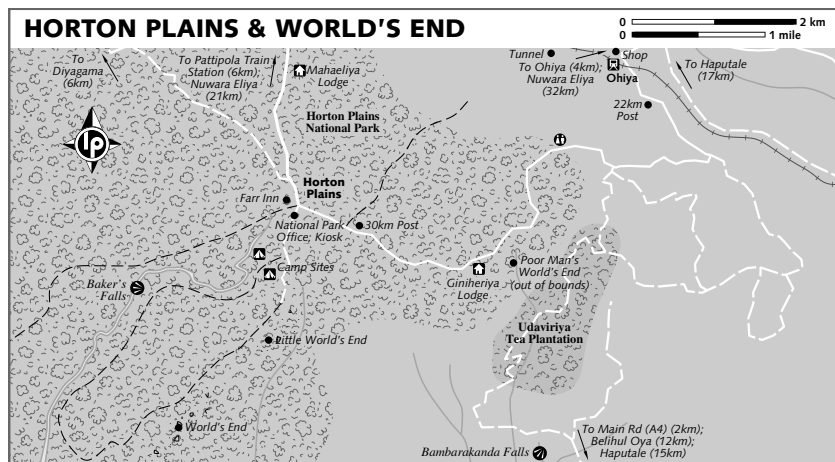 HORTON PLAINS & WORLD'S END
0 2 km
0 1 mile
To
Diyagama
(6km)
To Pattipola Train
Station (6km);
Nuwara Eliya
(21km)
Mahaeliya
Lodge
Tunnel
Shop
To Ohiya (4km);
Nuwara Eliya
(32km)
Ohiya
To Haputale
(17km)
22km
Post
Horton Plains
National Park
lp
Horton
Plains
Farr Inn
National Park
Office; Kiosk
30km Post
Camp Sites
Baker's
Falls
Giniheriya
Lodge
Poor Man's
World's End
(out of bounds)
Udaviriya
Tea Plantation
Little World's End
World's End
Bambarakanda Falls
To Main Rd (A4) (2km);
Belihul Oya (12km);
Haputale (15km)